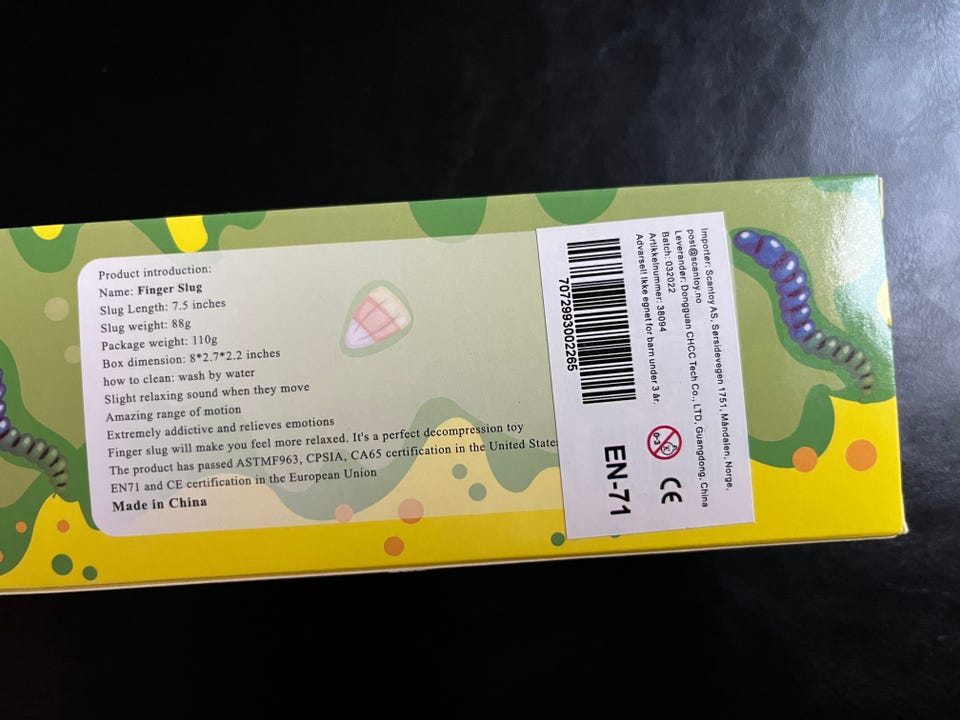 Product introduction:
Name: Finger Slug
Slug Length: 7.5 inches
Slug weight: 88g
Package weight: 110g
Box dimension: 8*2.7*2.2 inches
how to clean: wash by water
Slight relaxing sound when they move
Amazing range of motion
Extremely addictive and relieves emotions
Finger slug will make you feel more relaxed. It's a perfect decompression toy
The product has passed ASTMF963, CPSIA, CA65 certification in the United States
EN71 and CE certification in the European Union
Made in China
Importør: Scantoy AS, Sørsidevegen 1751, Måndalen, Norge,
post@scantoy.no
Leverandør: Dongguan CHCC Tech Co., LTD, Guangdong, China
Batch: 032022
Artikkelnummer: 38094
Advarsel! Ikke egnet for barn under 3 år.
7072993002265
0-3
CE
EN-71